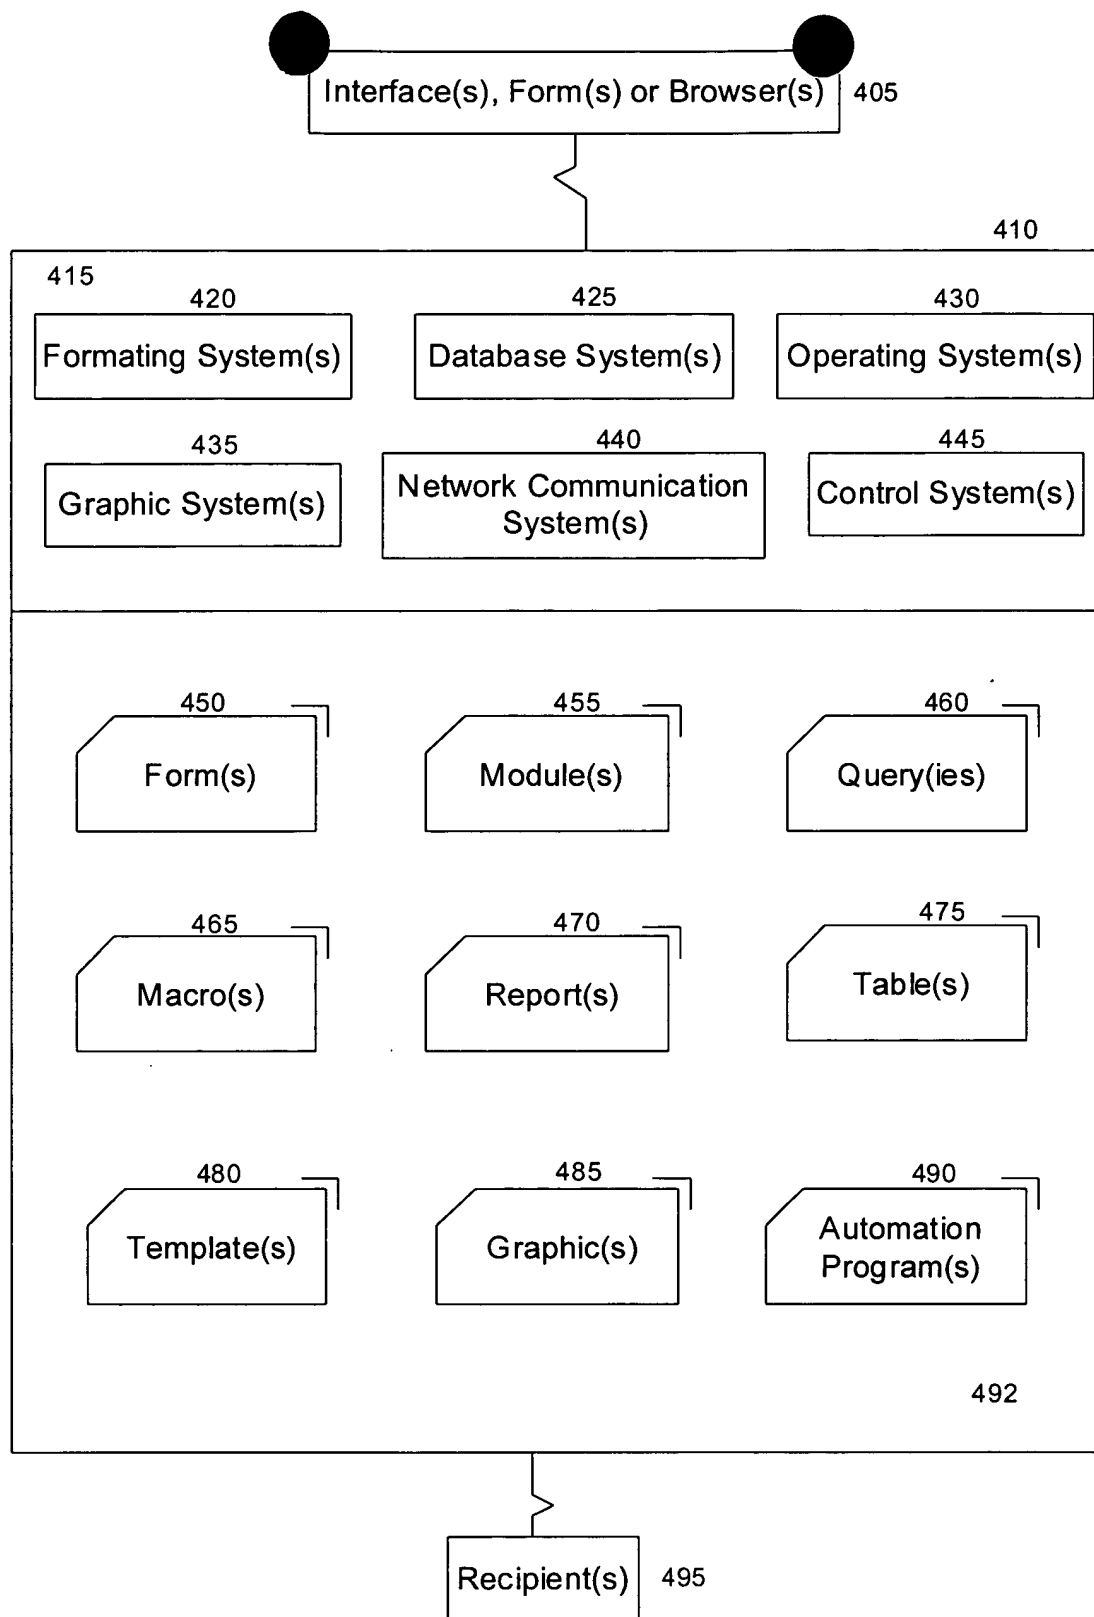 Interface(s), Form(s) or Browser(s) 405
410
415
420 425 430
Formating System(s) Database System(s) Operating System(s)
435 440 445
Graphic System(s) Network Communication System(s) Control System(s)
450 455 460
Form(s) Module(s) Query(ies)
465 470 475
Macro(s) Report(s) Table(s)
480 485 490
Template(s) Graphic(s) Automation Program(s)
492
Recipient(s) 495